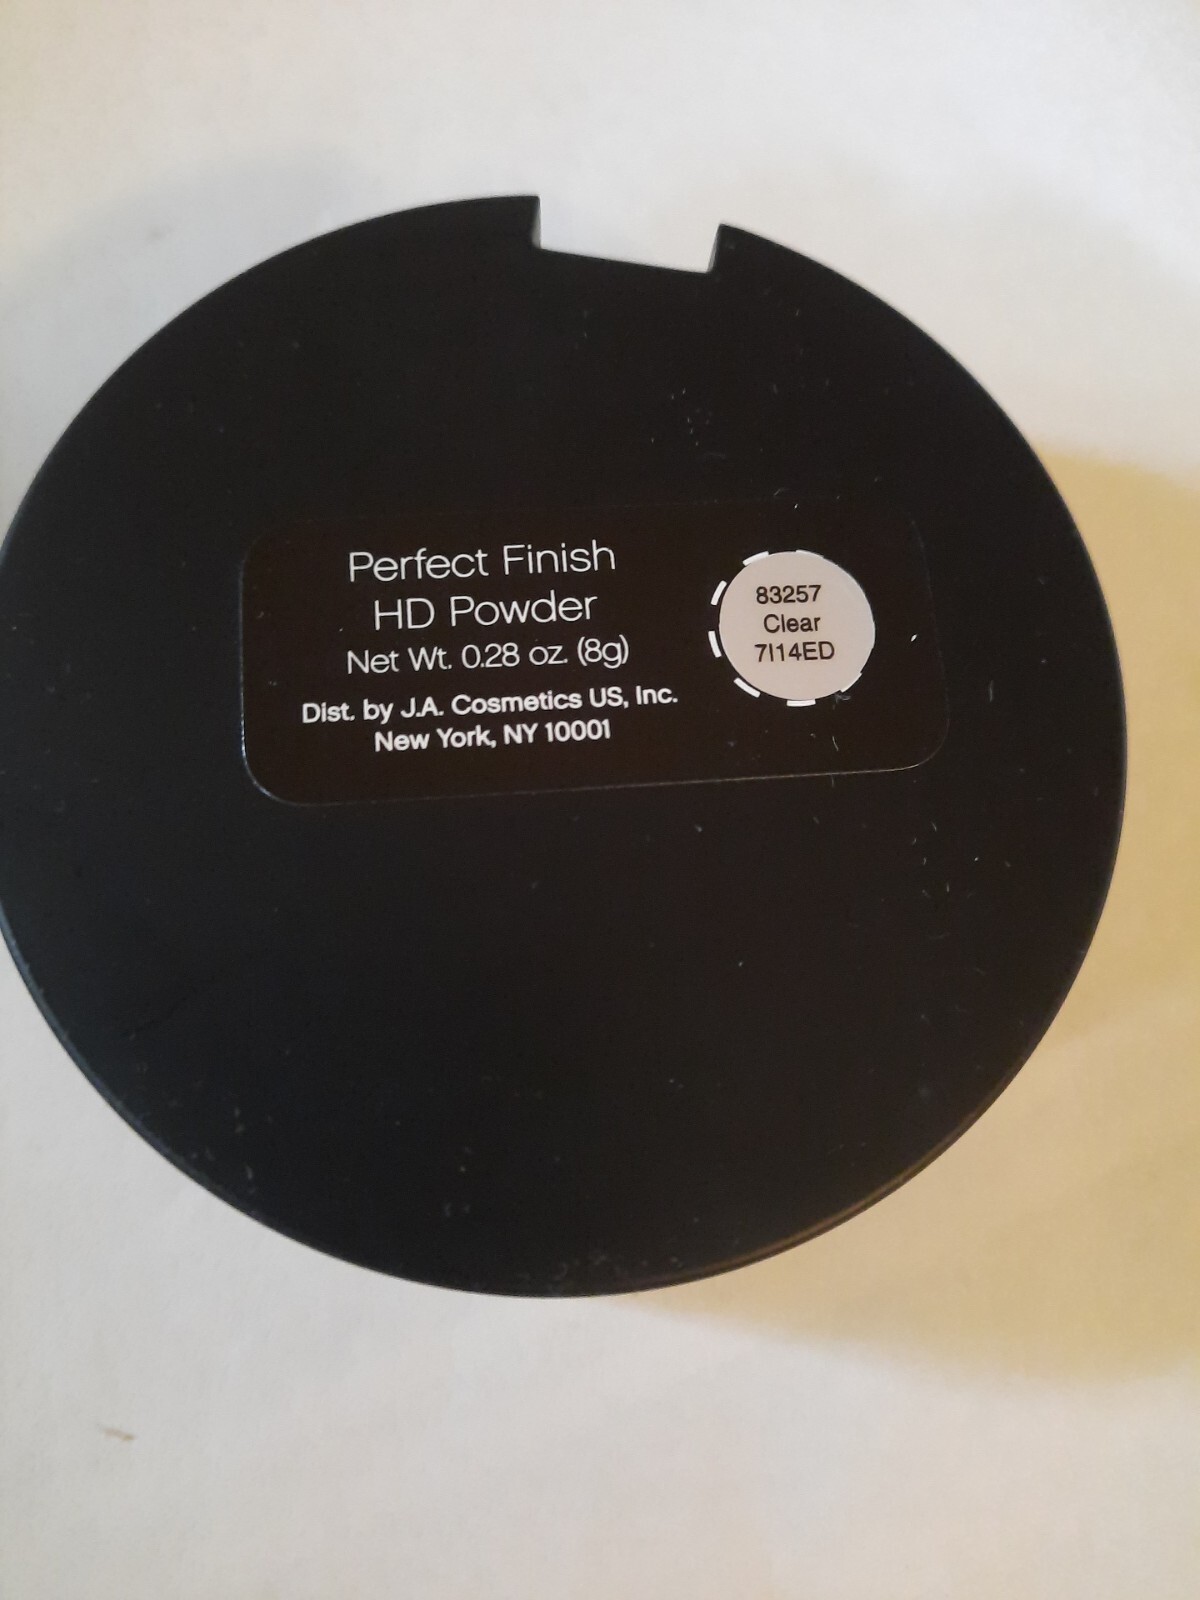 Perfect Finish
HD Powder
Net Wt. 0.28 oz. (8g)
Dist. by J.A. Cosmetics US, Inc.
New York, NY 10001
83257
Clear
7I14ED